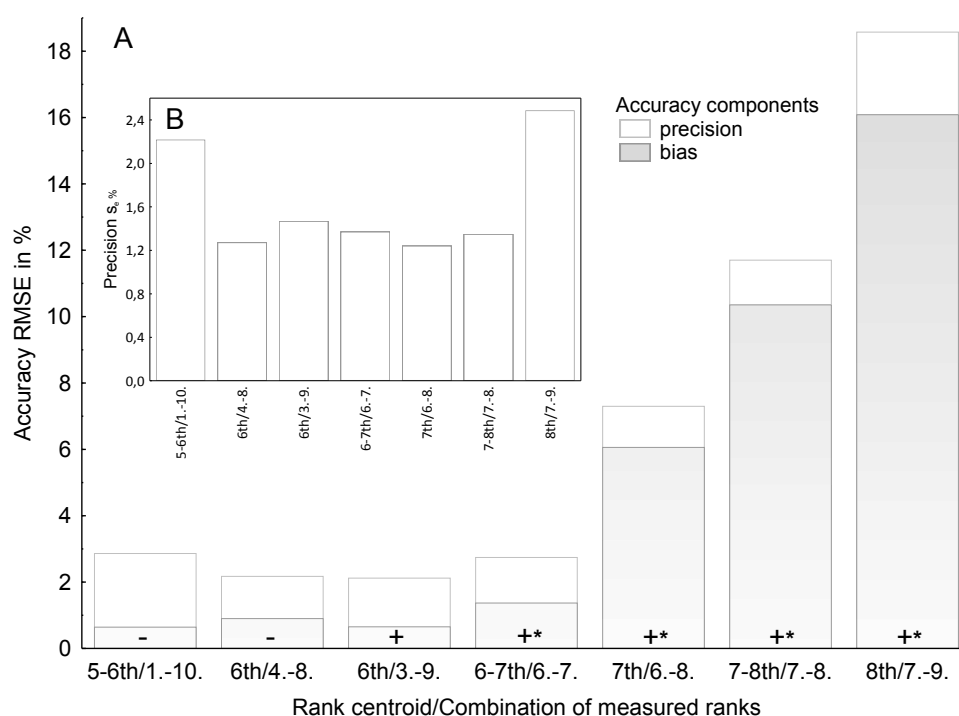 A
18
16
14
12
10
8
6
4
2
0
Accuracy RMSE in %
B
2,4
2,0
1,6
1,2
0,8
0,4
0,0
Precision se %
5-6th/1.-10.
6th/4.-8.
6th/3.-9.
6-7th/6.-7.
7th/6.-8.
7-8th/7.-8.
8th/7.-9.
Accuracy components
precision
bias
- - + +* +* +* +*
5-6th/1.-10. 6th/4.-8. 6th/3.-9. 6-7th/6.-7. 7th/6.-8. 7-8th/7.-8. 8th/7.-9.
Rank centroid/Combination of measured ranks